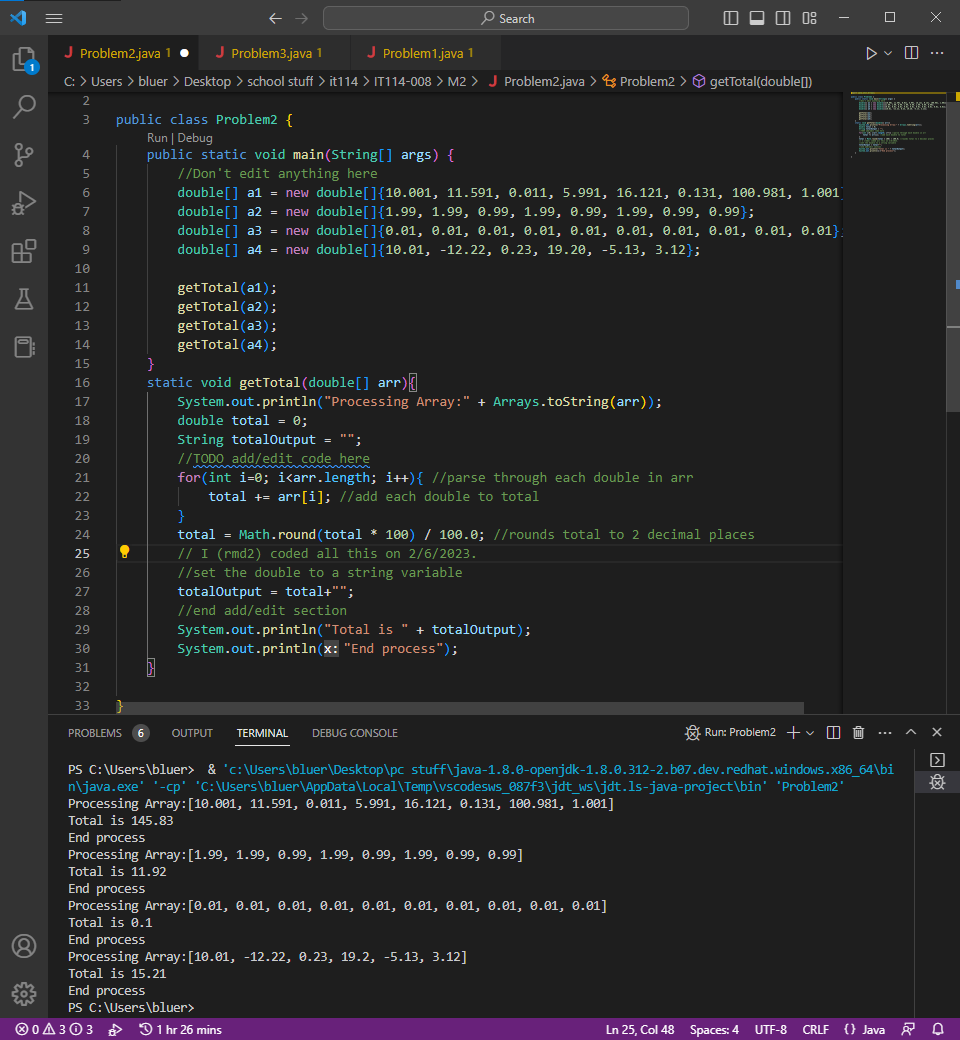 Search
J Problem2.java 1 ●
J Problem3.java 1
J Problem1.java 1
C: > Users > bluer > Desktop > school stuff > it114 > IT114-008 > M2 > J Problem2.java > Problem2 > getTotal(double[])
2
3 public class Problem2 {
Run | Debug
4 public static void main(String[] args) {
5 //Don't edit anything here
6 double[] a1 = new double[]{10.001, 11.591, 0.011, 5.991, 16.121, 0.131, 100.981, 1.001
7 double[] a2 = new double[]{1.99, 1.99, 0.99, 1.99, 0.99, 1.99, 0.99, 0.99};
8 double[] a3 = new double[]{0.01, 0.01, 0.01, 0.01, 0.01, 0.01, 0.01, 0.01, 0.01, 0.01};
9 double[] a4 = new double[]{10.01, -12.22, 0.23, 19.20, -5.13, 3.12};
10
11 getTotal(a1);
12 getTotal(a2);
13 getTotal(a3);
14 getTotal(a4);
15 }
16 static void getTotal(double[] arr){
17 System.out.println("Processing Array:" + Arrays.toString(arr));
18 double total = 0;
19 String totalOutput = "";
20 //TODO add/edit code here
21 for(int i=0; i<arr.length; i++){ //parse through each double in arr
22 total += arr[i]; //add each double to total
23 }
24 total = Math.round(total * 100) / 100.0; //rounds total to 2 decimal places
25 // I (rmd2) coded all this on 2/6/2023.
26 //set the double to a string variable
27 totalOutput = total+"";
28 //end add/edit section
29 System.out.println("Total is " + totalOutput);
30 System.out.println(x: "End process");
31 }
32
33 }
PROBLEMS 6 OUTPUT TERMINAL DEBUG CONSOLE Run: Problem2
PS C:\Users\bluer> & 'c:\Users\bluer\Desktop\pc stuff\java-1.8.0-openjdk-1.8.0.312-2.b07.dev.redhat.windows.x86_64\bi
n\java.exe' '-cp' 'C:\Users\bluer\AppData\Local\Temp\vscodesws_087f3\jdt_ws\jdt.ls-java-project\bin' 'Problem2'
Processing Array:[10.001, 11.591, 0.011, 5.991, 16.121, 0.131, 100.981, 1.001]
Total is 145.83
End process
Processing Array:[1.99, 1.99, 0.99, 1.99, 0.99, 1.99, 0.99, 0.99]
Total is 11.92
End process
Processing Array:[0.01, 0.01, 0.01, 0.01, 0.01, 0.01, 0.01, 0.01, 0.01, 0.01]
Total is 0.1
End process
Processing Array:[10.01, -12.22, 0.23, 19.2, -5.13, 3.12]
Total is 15.21
End process
PS C:\Users\bluer>
0 3 3 1 hr 26 mins Ln 25, Col 48 Spaces: 4 UTF-8 CRLF {} Java